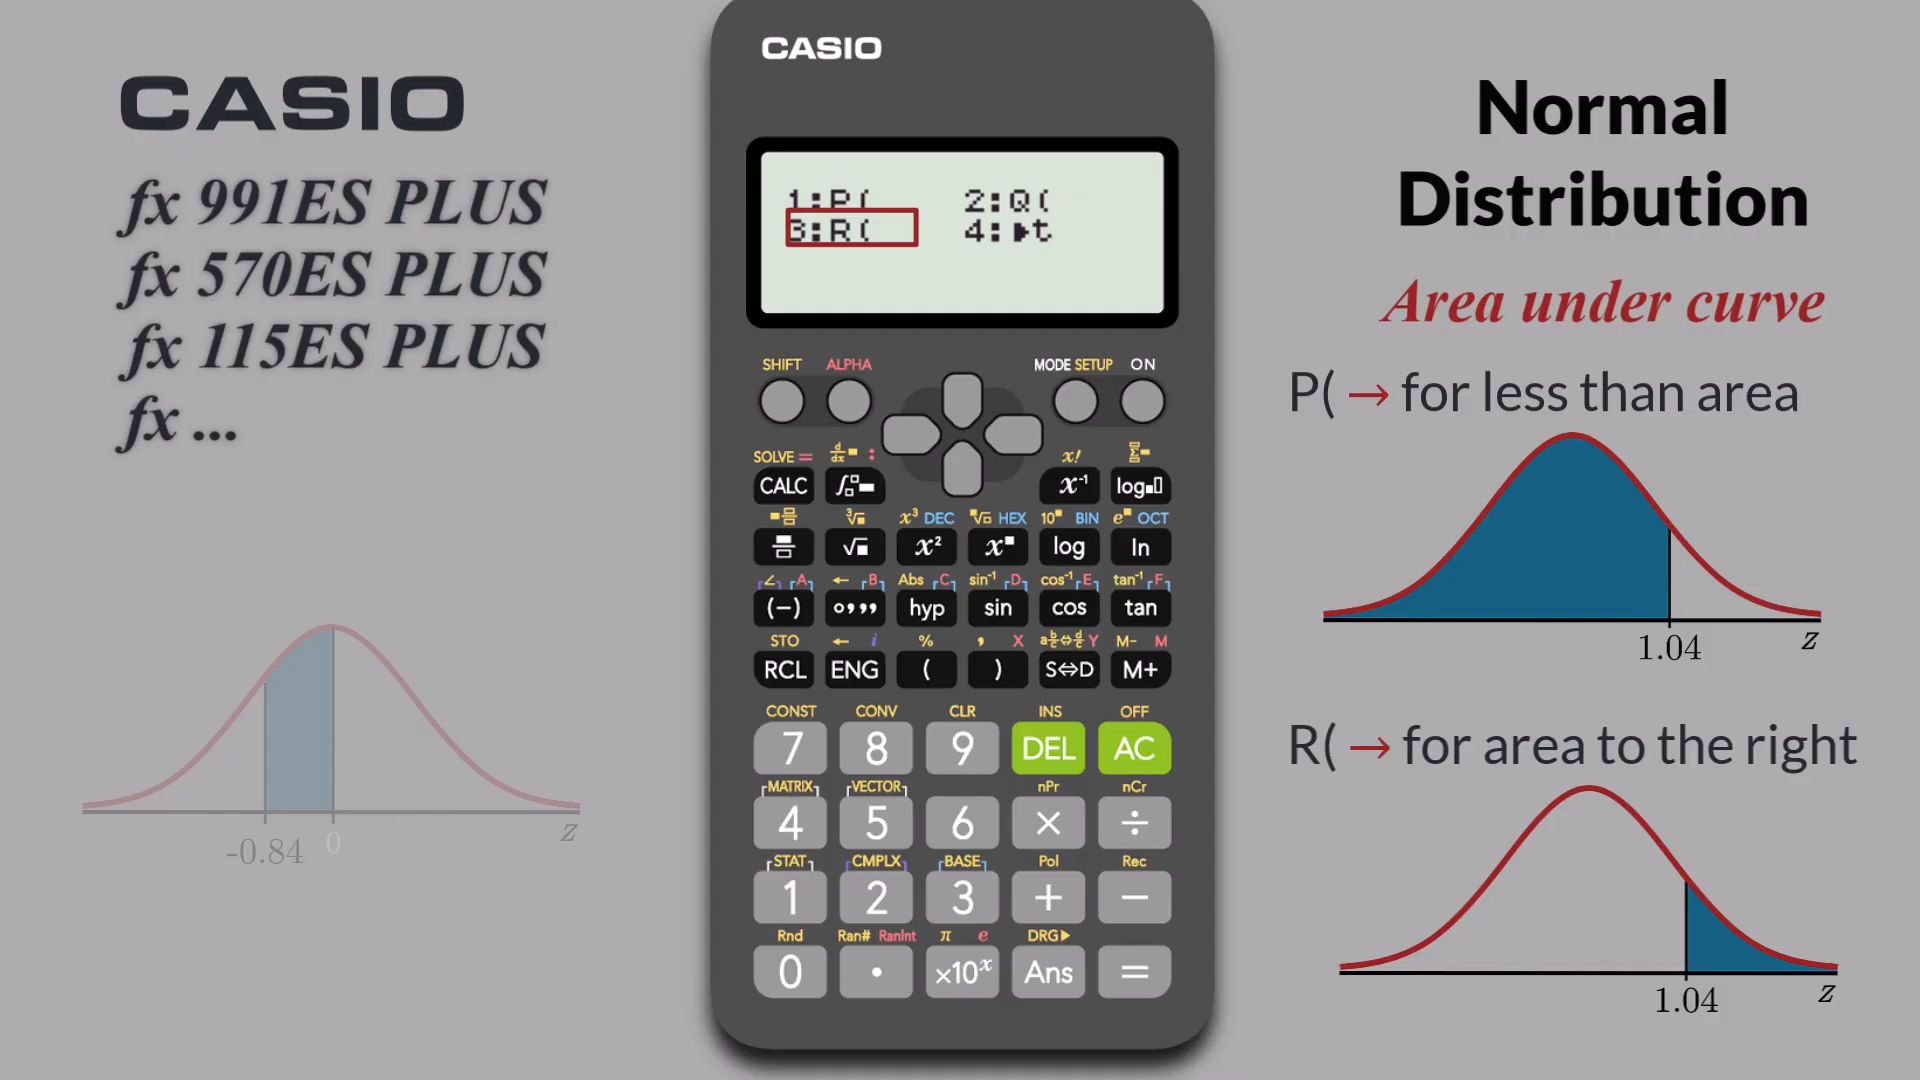 CASIO
fx 991ES PLUS
fx 570ES PLUS
fx 115ES PLUS
fx ...
-0.84 0 z
CASIO
1:P( 2:Q(
3:R( 4:▶t
SHIFT ALPHA MODE SETUP ON
SOLVE = d/dx■ : x! Σ■
CALC ∫■ x⁻¹ log■▯
³√■ x³ DEC ■√▯ HEX 10■ BIN e■ OCT
√■ x² x■ log ln
∠ A ← B Abs C sin⁻¹ D cos⁻¹ E tan⁻¹ F
(−) °,,, hyp sin cos tan
STO ← i % , X a b/c⇔d/c Y M− M
RCL ENG ( ) S⇔D M+
CONST CONV CLR INS OFF
7 8 9 DEL AC
MATRIX VECTOR nPr nCr
4 5 6 × ÷
STAT CMPLX BASE Pol Rec
1 2 3 + −
Rnd Ran# RanInt π e DRG▶
0 · ×10ˣ Ans =
Normal
Distribution
Area under curve
P( → for less than area
1.04 z
R( → for area to the right
1.04 z